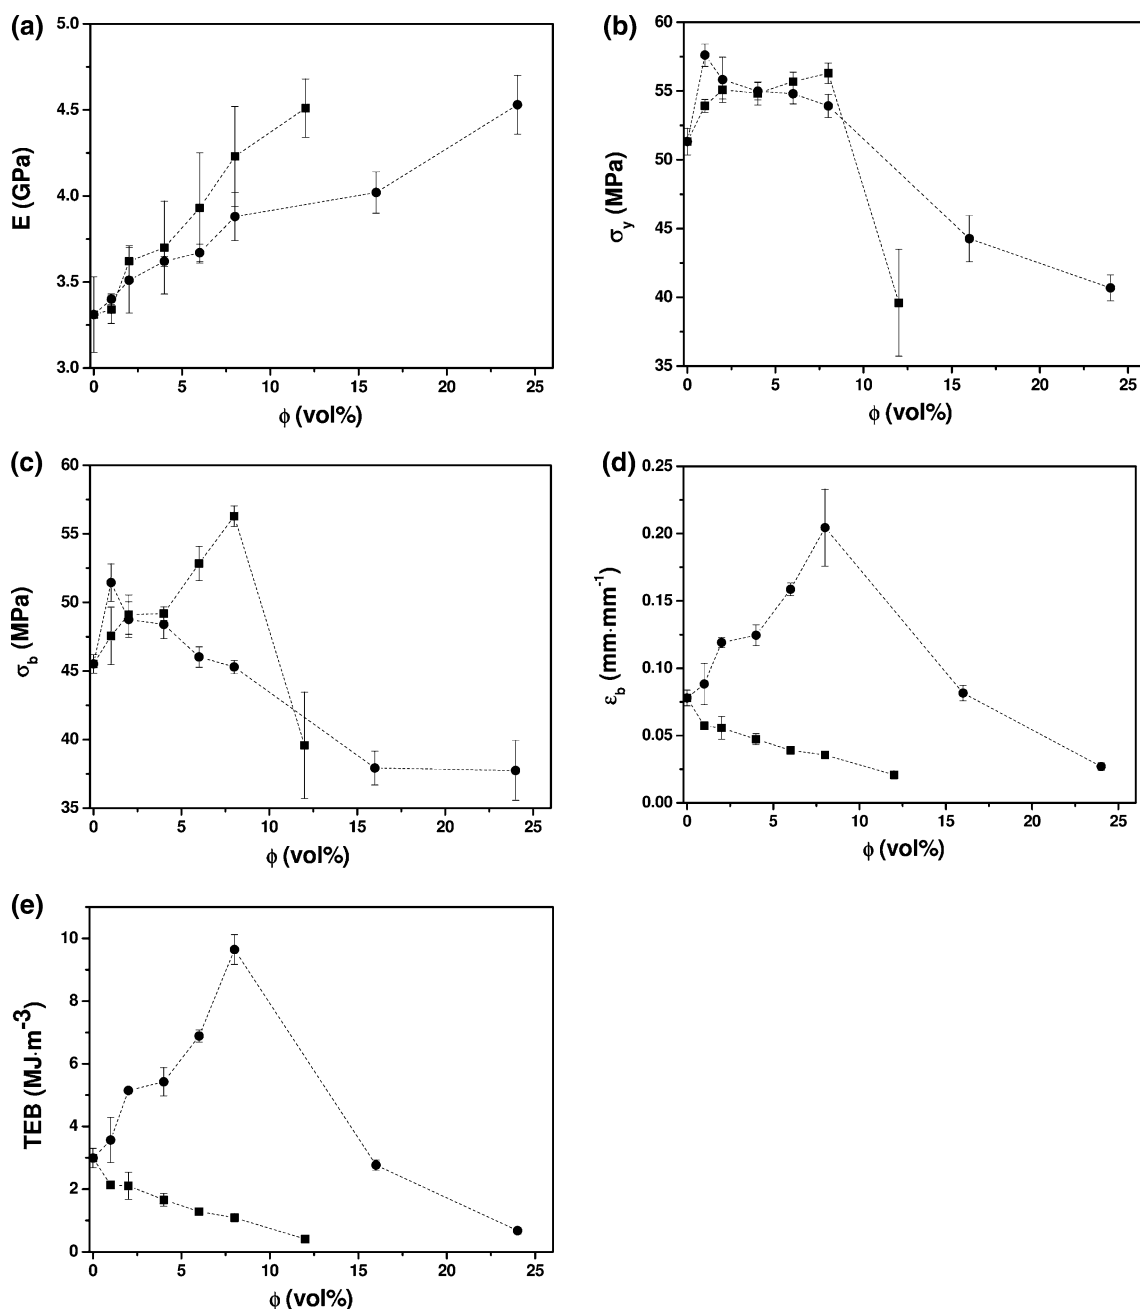 (a)
5.0
4.5
4.0
3.5
3.0
E (GPa)
0 5 10 15 20 25
ϕ (vol%)
(b)
60
55
50
45
40
35
σy (MPa)
0 5 10 15 20 25
ϕ (vol%)
(c)
60
55
50
45
40
35
σb (MPa)
0 5 10 15 20 25
ϕ (vol%)
(d)
0.25
0.20
0.15
0.10
0.05
0.00
εb (mm·mm⁻¹)
0 5 10 15 20 25
ϕ (vol%)
(e)
10
8
6
4
2
0
TEB (MJ·m⁻³)
0 5 10 15 20 25
ϕ (vol%)